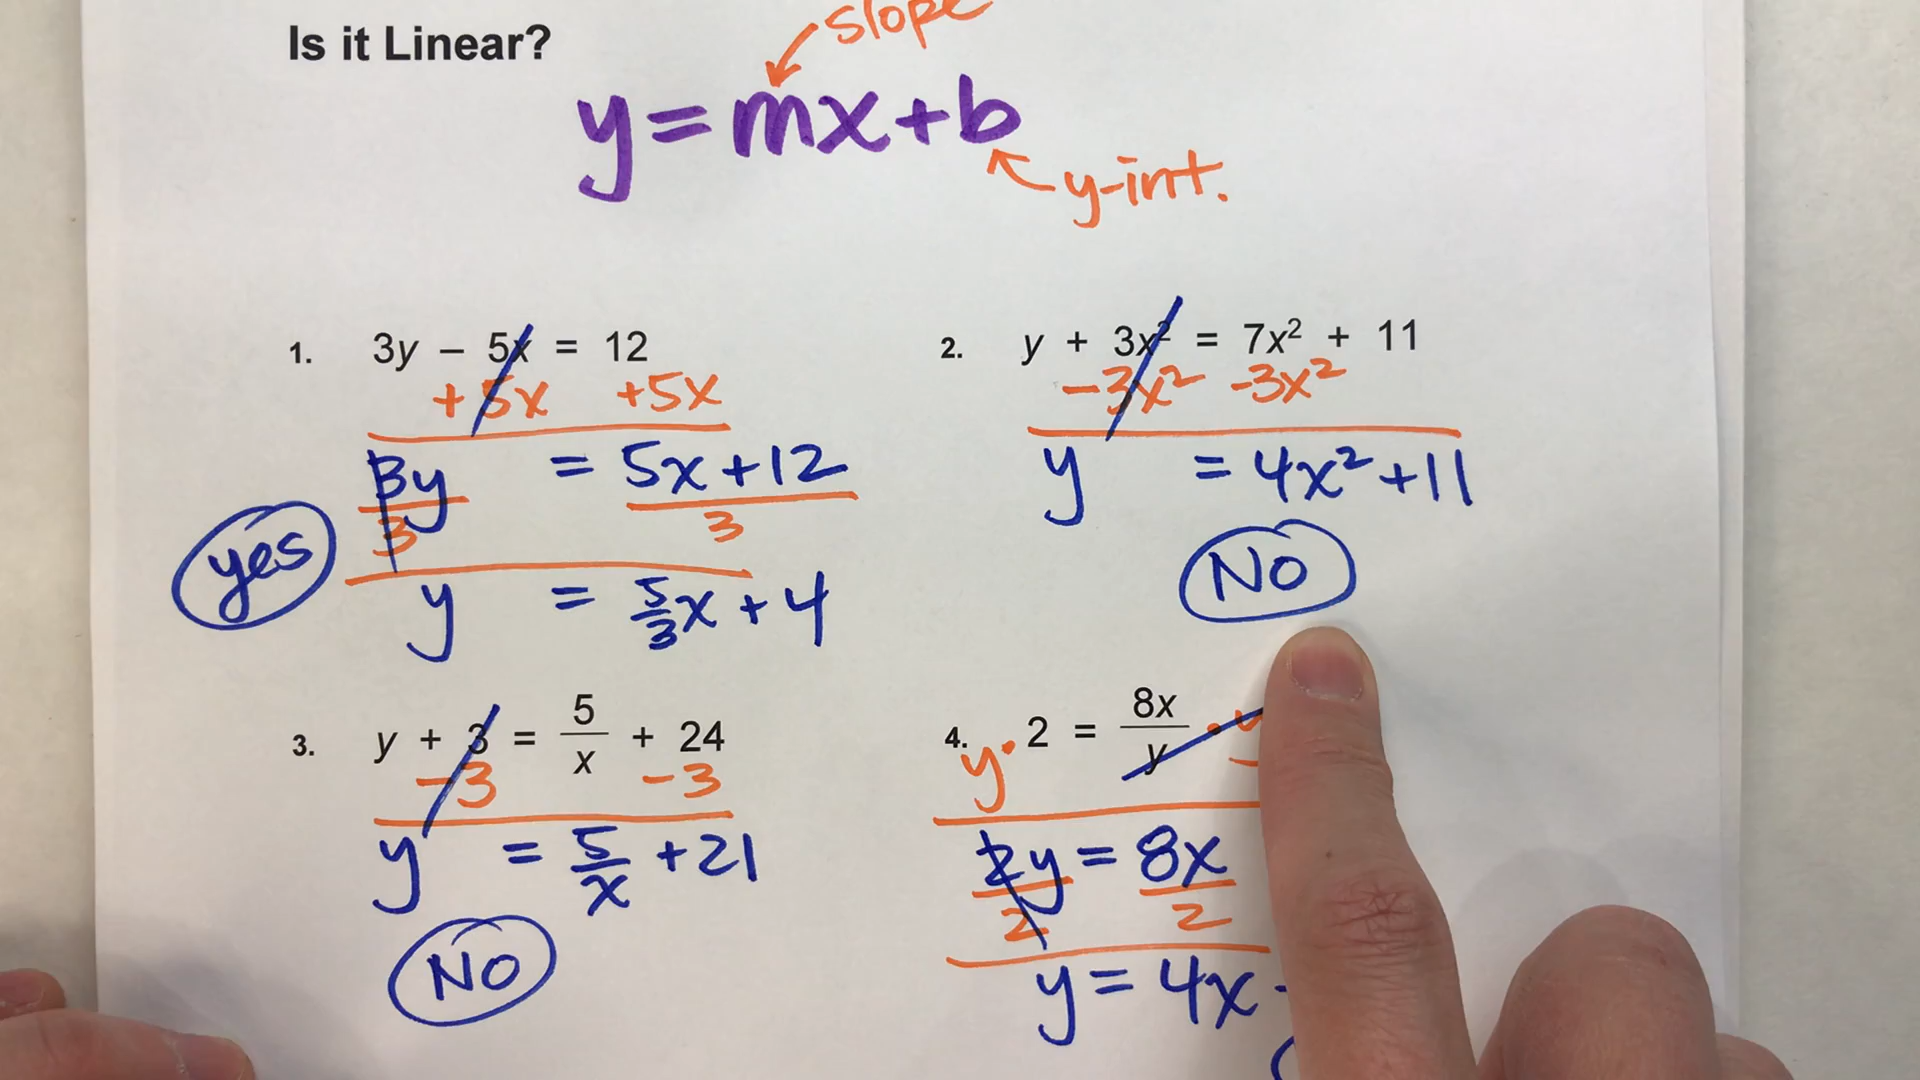 Is it Linear?
slope
y = mx + b
y-int.
1. 3y – 5x = 12
+5x +5x
3y = 5x + 12
3 3
yes
y = 5/3 x + 4
2. y + 3x² = 7x² + 11
-3x² -3x²
y = 4x² + 11
No
3. y + 3 = 5/x + 24
-3 -3
y = 5/x + 21
No
4. y· 2 = 8x/y ·
2y = 8x
2 2
y = 4x